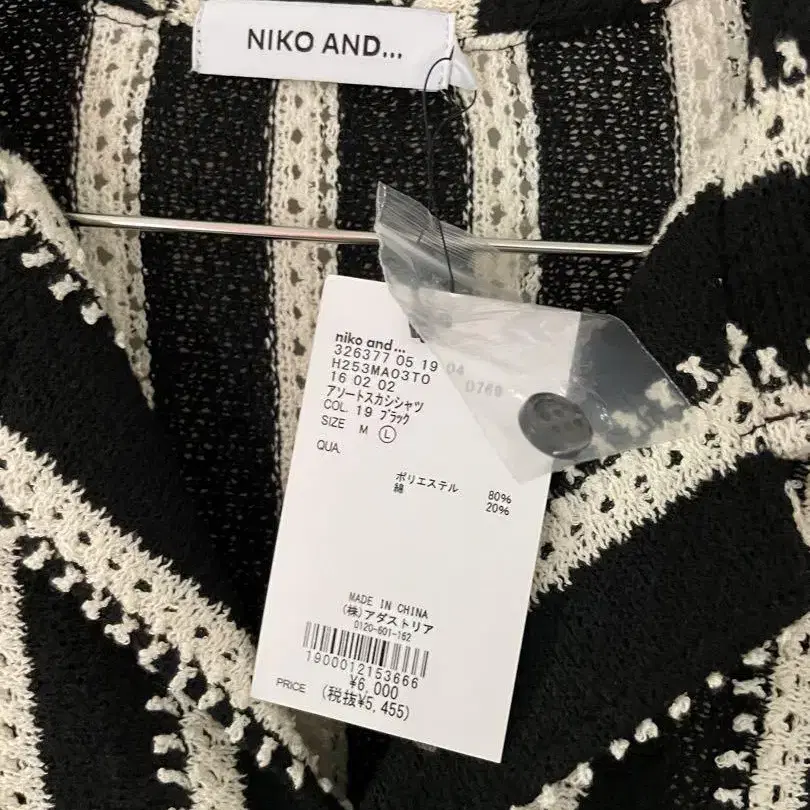 NIKO AND...
niko and...
326377 05 19 04
H253MA03T0 0769
16 02 02
アソートスカシシャツ
COL. 19 ブラック
SIZE M L
QUA.
ポリエステル 80%
綿 20%
MADE IN CHINA
(株)アダストリア
0120-601-162
1900012153666
PRICE ¥6,000
(税抜¥5,455)